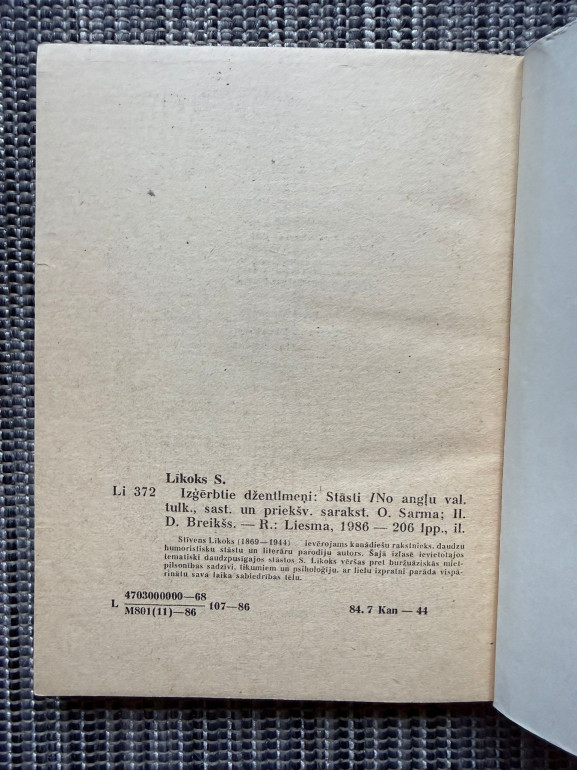 Līkoks S.
Li 372 Izģērbtie džentlmeņi: Stāsti /No angļu val.
tulk., sast. un priekšv. sarakst. O. Sarma; Il.
D. Breikšs. — R.: Liesma, 1986 — 206 lpp., il.
Stīvens Līkoks (1869—1944) ievērojams kanādiešu rakstnieks, daudzu
humoristisku stāstu un literāru parodiju autors. Šajā izlasē ievietotajos
tematiski daudzpusīgajos stāstos S. Līkoks vēršas pret buržuāziskās miet-
pilsonības sadzīvi, tikumiem un psiholoģiju, ar lielu izpratni parāda vispā-
rinātu sava laika sabiedrības tēlu.
4703000000—68
L 107—86
M801(11)—86
84. 7 Kan — 44